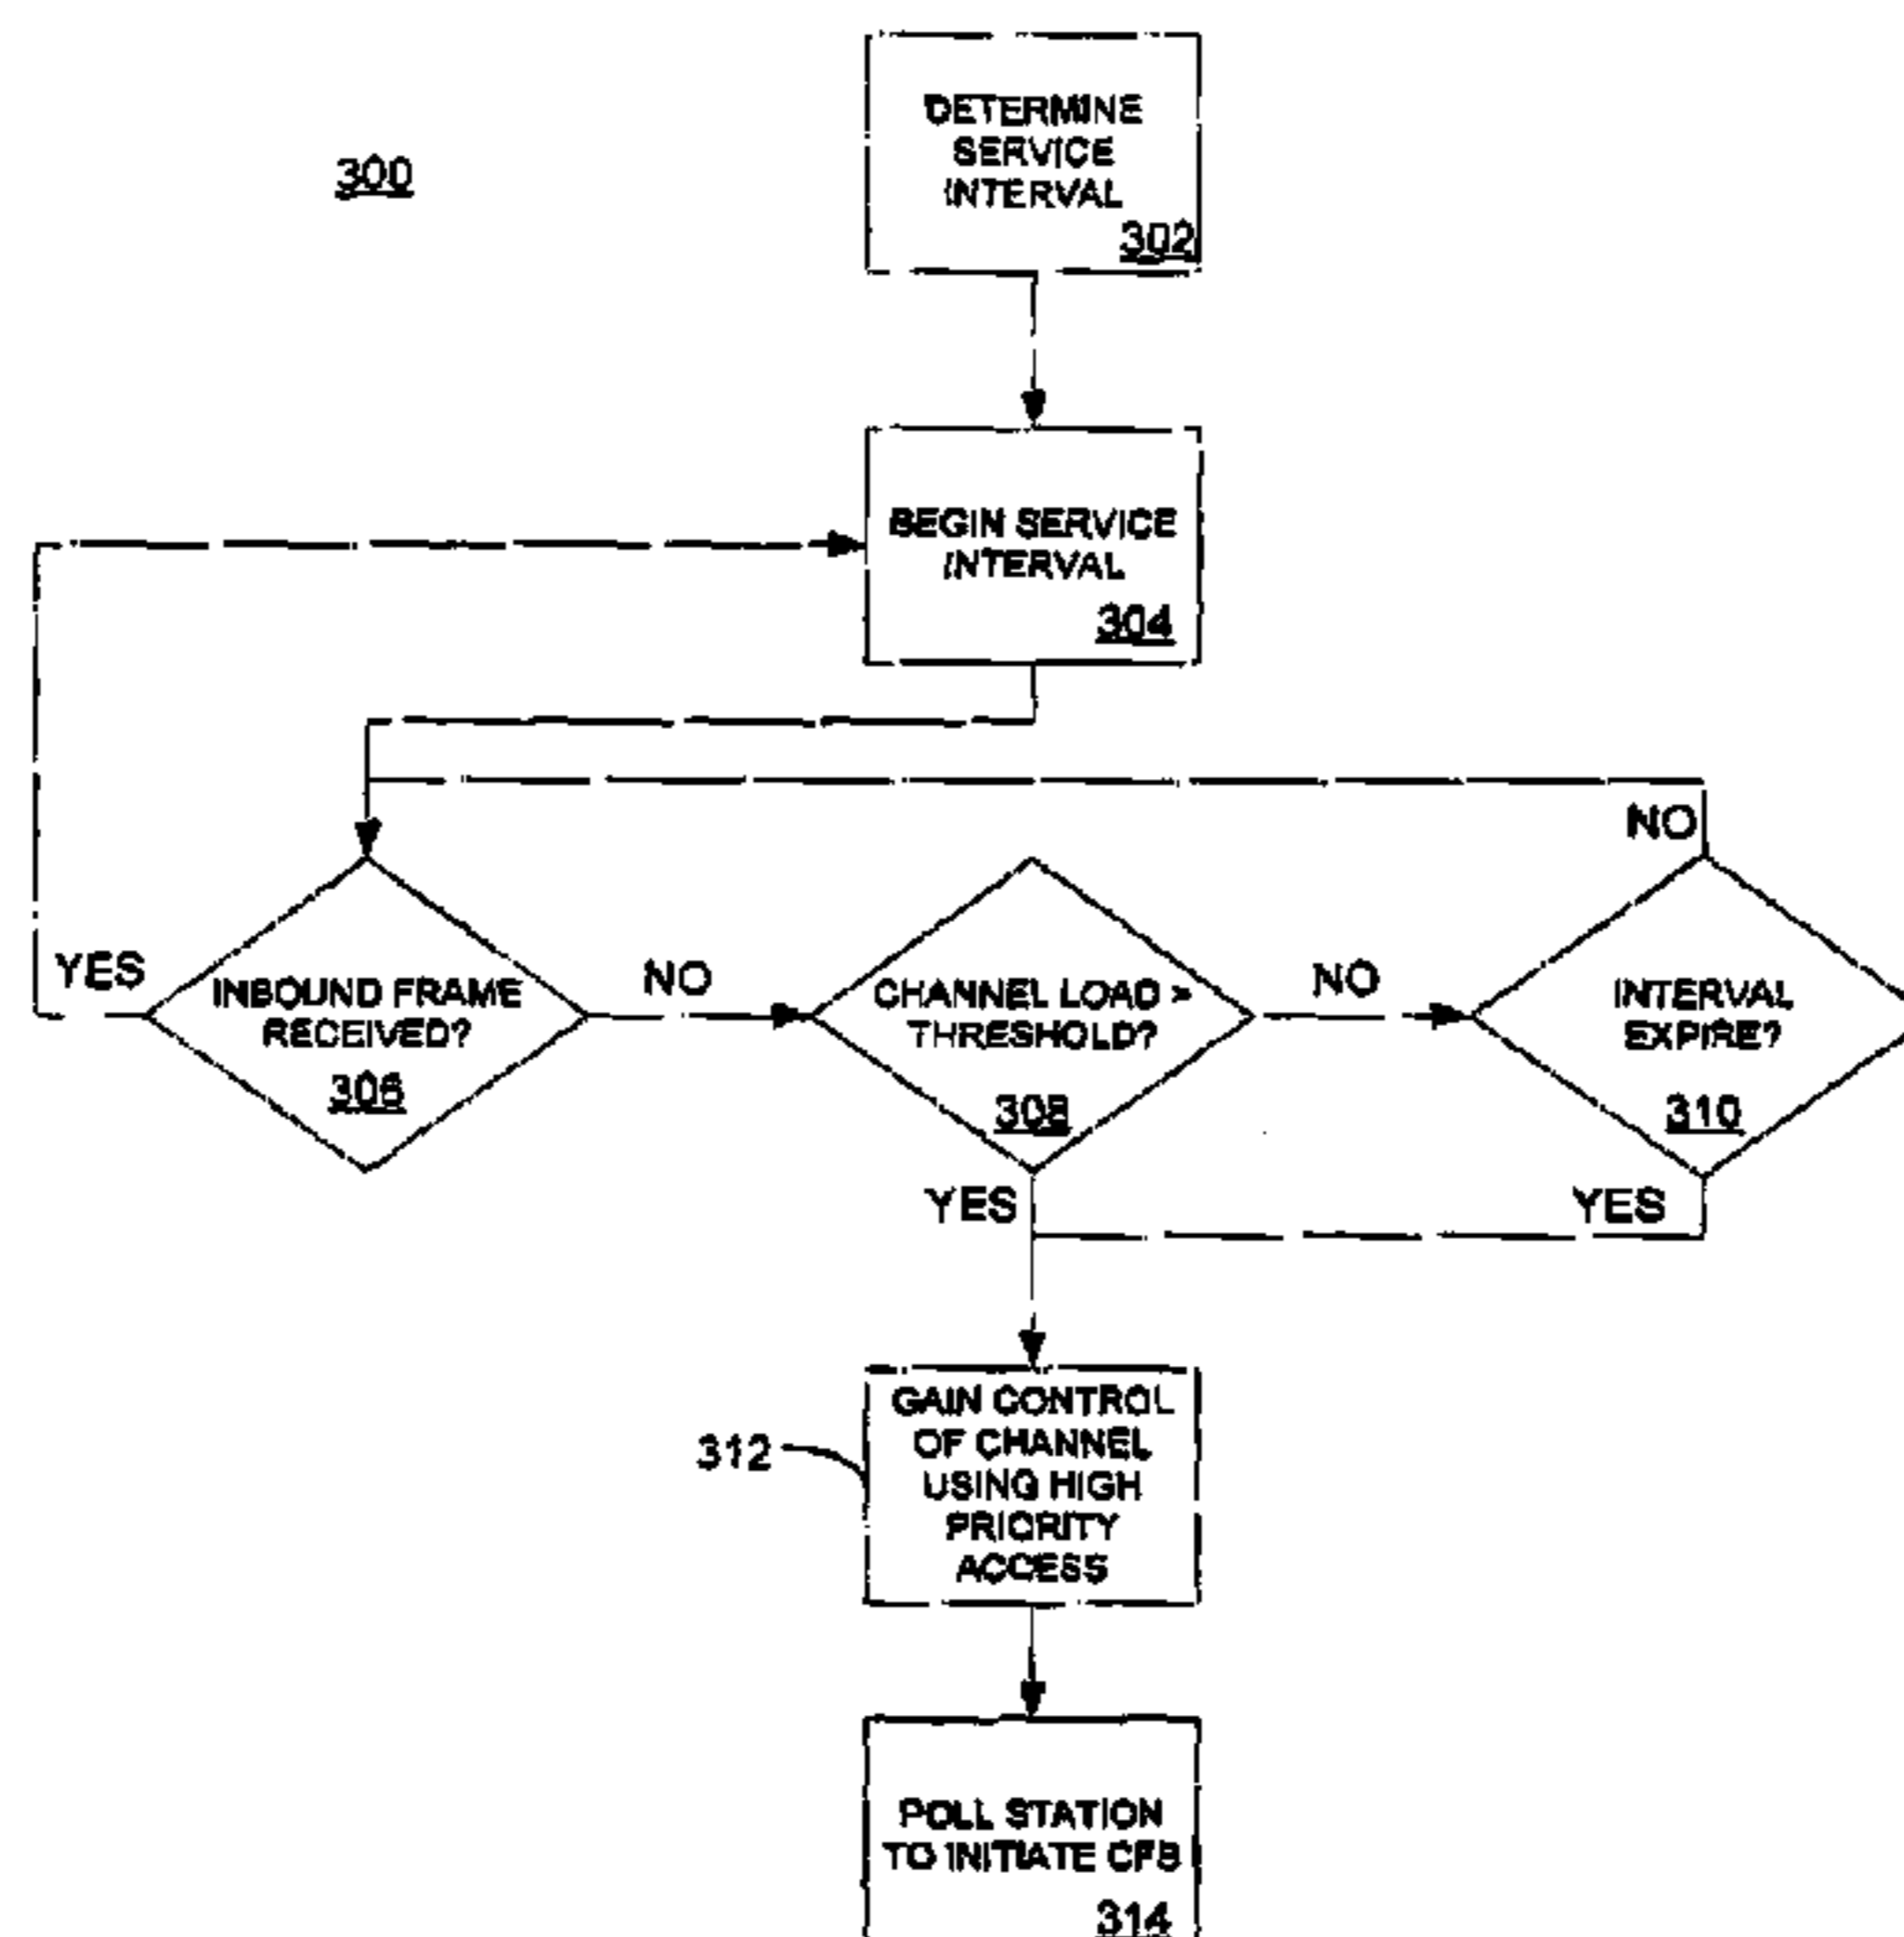 300
DETERMINE
SERVICE
INTERVAL
302
BEGIN SERVICE
INTERVAL
304
NO
YES
INBOUND FRAME
RECEIVED?
306
NO
CHANNEL LOAD >
THRESHOLD?
308
NO
INTERVAL
EXPIRE?
310
YES
YES
312
GAIN CONTROL
OF CHANNEL
USING HIGH
PRIORITY
ACCESS
POLL STATION
TO INITIATE CFB
314